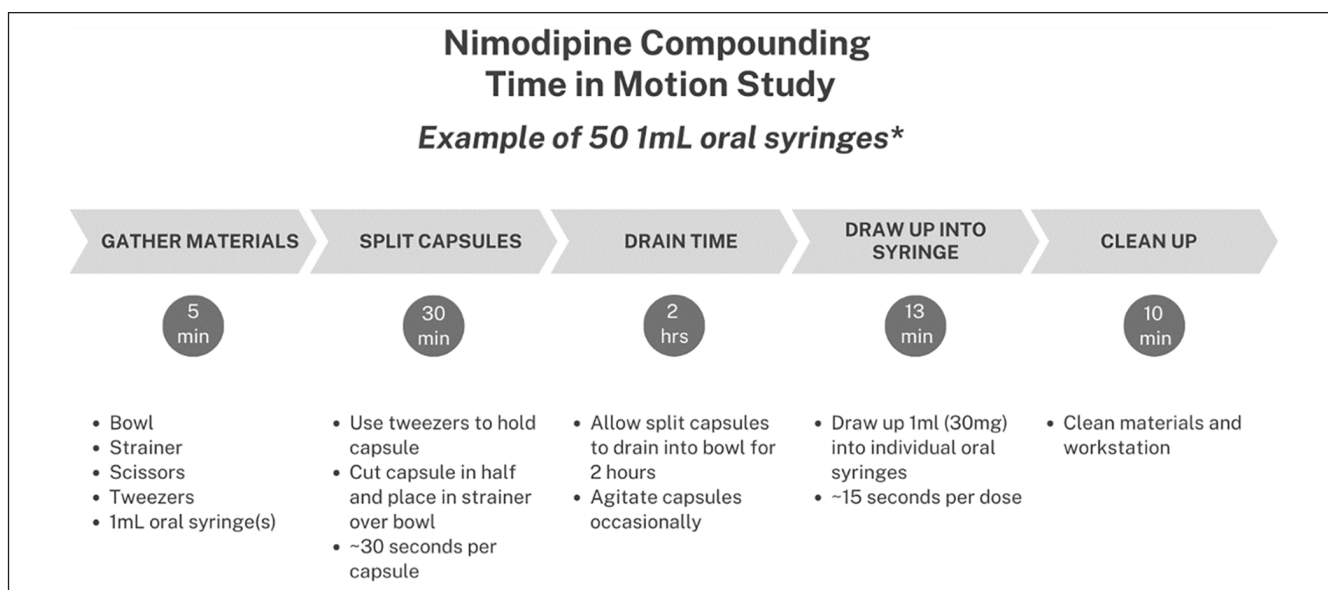 Nimodipine Compounding
Time in Motion Study
Example of 50 1mL oral syringes*
GATHER MATERIALS
SPLIT CAPSULES
DRAIN TIME
DRAW UP INTO
SYRINGE
CLEAN UP
5
min
30
min
2
hrs
13
min
10
min
• Bowl
• Strainer
• Scissors
• Tweezers
• 1mL oral syringe(s)
• Use tweezers to hold
capsule
• Cut capsule in half
and place in strainer
over bowl
• ~30 seconds per
capsule
• Allow split capsules
to drain into bowl for
2 hours
• Agitate capsules
occasionally
• Draw up 1ml (30mg)
into individual oral
syringes
• ~15 seconds per dose
• Clean materials and
workstation